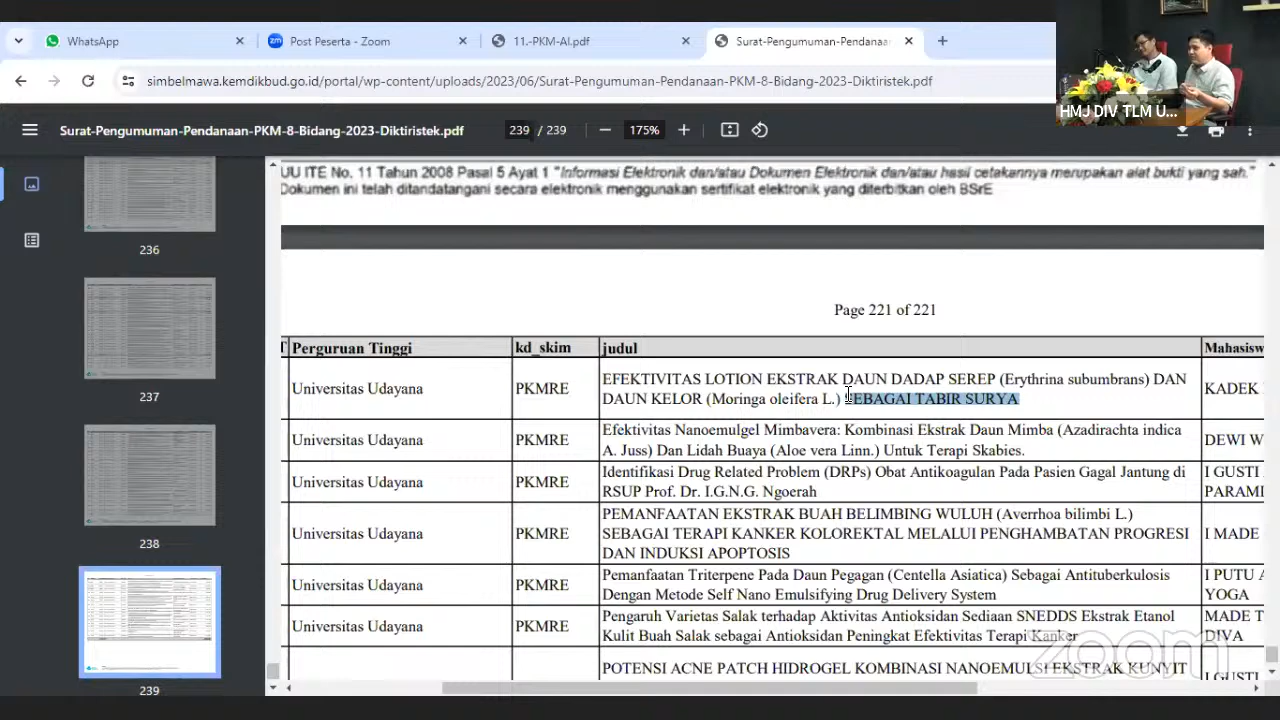 WhatsApp
Post Peserta - Zoom
11.-PKM-AI.pdf
Surat-Pengumuman-Pendana
simbelmawa.kemdikbud.go.id/portal/wp-content/uploads/2023/06/Surat-Pengumuman-Pendanaan-PKM-8-Bidang-2023-Diktiristek.pdf
HMJ DIV TLM U...
Surat-Pengumuman-Pendanaan-PKM-8-Bidang-2023-Diktiristek.pdf
239 / 239
175%
UU ITE No. 11 Tahun 2008 Pasal 5 Ayat 1 "Informasi Elektronik dan/atau Dokumen Elektronik dan/atau hasil cetakannya merupakan alat bukti yang sah."
Dokumen ini telah ditandatangani secara elektronik menggunakan sertifikat elektronik yang diterbitkan oleh BSrE
236
237
238
239
Page 221 of 221
T Perguruan Tinggi kd_skim judul Mahasisw
Universitas Udayana PKMRE EFEKTIVITAS LOTION EKSTRAK DAUN DADAP SEREP (Erythrina subumbrans) DAN KADEK
DAUN KELOR (Moringa oleifera L.) SEBAGAI TABIR SURYA
Universitas Udayana PKMRE Efektivitas Nanoemulgel Mimbavera: Kombinasi Ekstrak Daun Mimba (Azadirachta indica DEWI W
A. Juss) Dan Lidah Buaya (Aloe vera Linn.) Untuk Terapi Skabies.
Universitas Udayana PKMRE Identifikasi Drug Related Problem (DRPs) Obat Antikoagulan Pada Pasien Gagal Jantung di I GUSTI
RSUP Prof. Dr. I.G.N.G. Ngoerah PARAMI
Universitas Udayana PKMRE PEMANFAATAN EKSTRAK BUAH BELIMBING WULUH (Averrhoa bilimbi L.) I MADE
SEBAGAI TERAPI KANKER KOLOREKTAL MELALUI PENGHAMBATAN PROGRESI
DAN INDUKSI APOPTOSIS
Universitas Udayana PKMRE Pemanfaatan Triterpene Pada Daun Pegagan (Centella Asiatica) Sebagai Antituberkulosis I PUTU A
Dengan Metode Self Nano Emulsifying Drug Delivery System YOGA
Universitas Udayana PKMRE Pengaruh Varietas Salak terhadap Aktivitas Antioksidan Sediaan SNEDDS Ekstrak Etanol MADE T
Kulit Buah Salak sebagai Antioksidan Peningkat Efektivitas Terapi Kanker DIVA
POTENSI ACNE PATCH HIDROGEL KOMBINASI NANOEMULSI EKSTRAK KUNYIT
I GUSTI
zoom